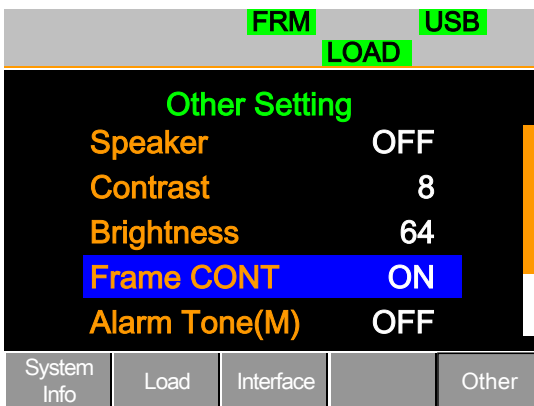 FRM USB
LOAD
Other Setting
Speaker OFF
Contrast 8
Brightness 64
Frame CONT ON
Alarm Tone(M) OFF
System Info Load Interface Other